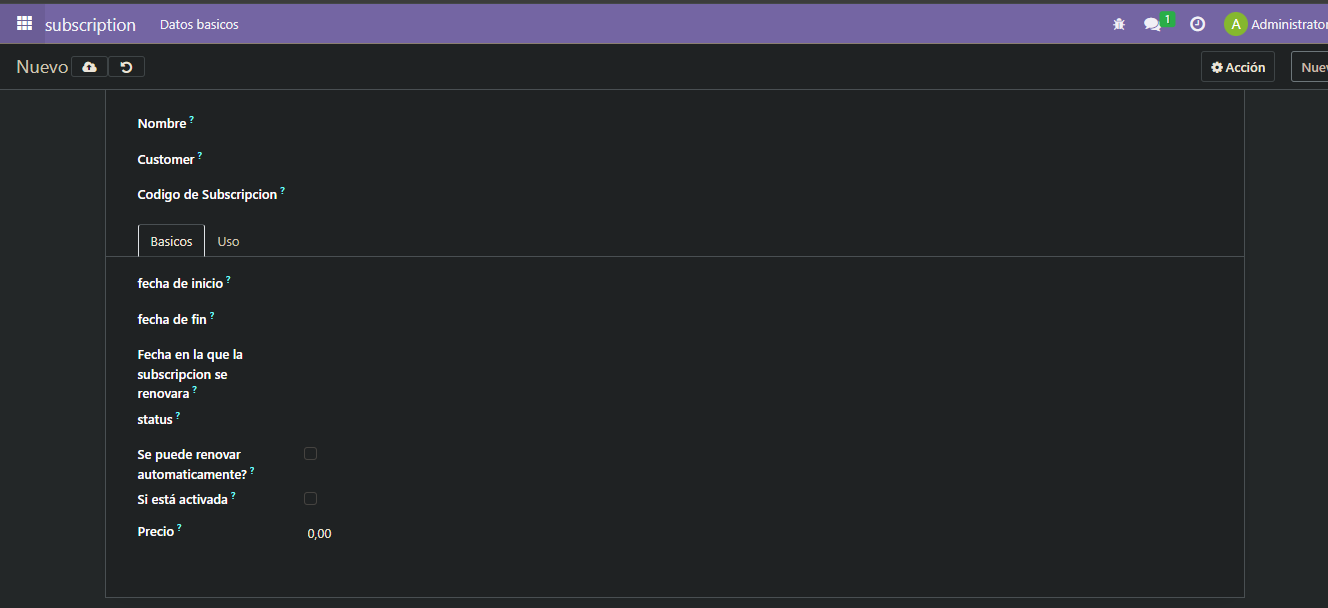 subscription Datos basicos 1 A Administrator
Nuevo Acción Nuev
Nombre ?
Customer ?
Codigo de Subscripcion ?
Basicos Uso
fecha de inicio ?
fecha de fin ?
Fecha en la que la
subscripcion se
renovara ?
status ?
Se puede renovar
automaticamente? ?
Si está activada ?
Precio ? 0,00